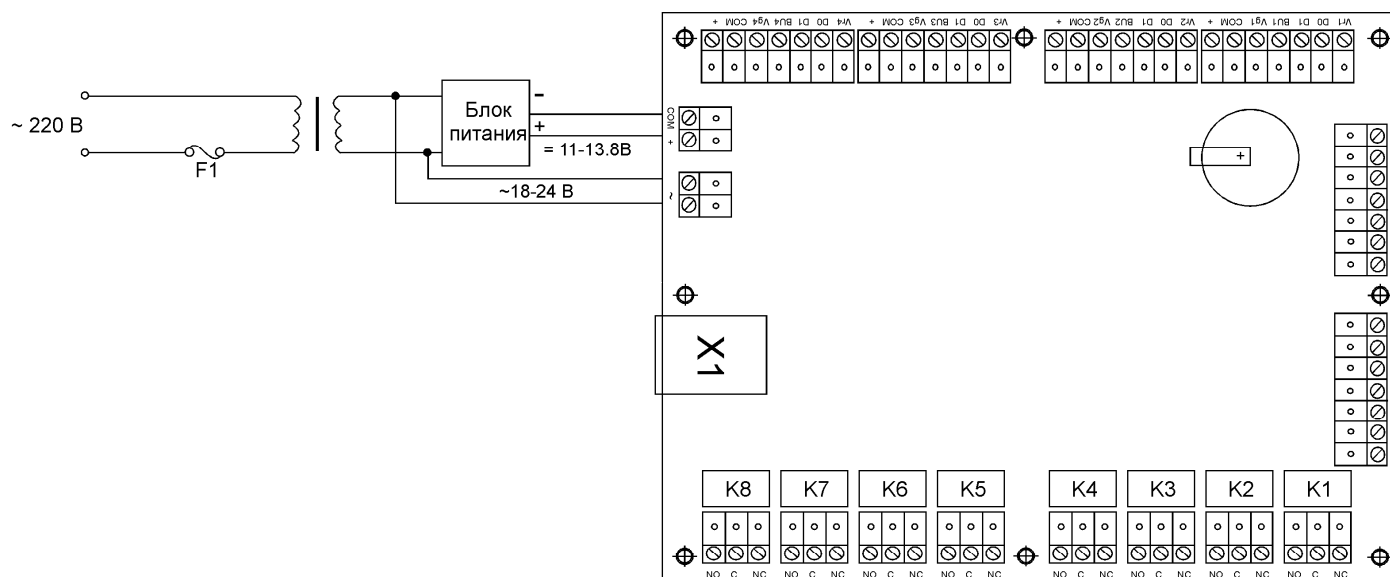 + COM Vg4 BU4 D1 D0 Vr4
+ COM Vg3 BU3 D1 D0 Vr3
+ COM Vg2 BU2 D1 D0 Vr2
+ COM Vg1 BU1 D1 D0 Vr1
~ 220 В
F1
Блок
питания
-
+
= 11-13.8В
~18-24 В
COM
+
~
+
X1
K8 K7 K6 K5 K4 K3 K2 K1
NO C NC NO C NC NO C NC NO C NC NO C NC NO C NC NO C NC NO C NC